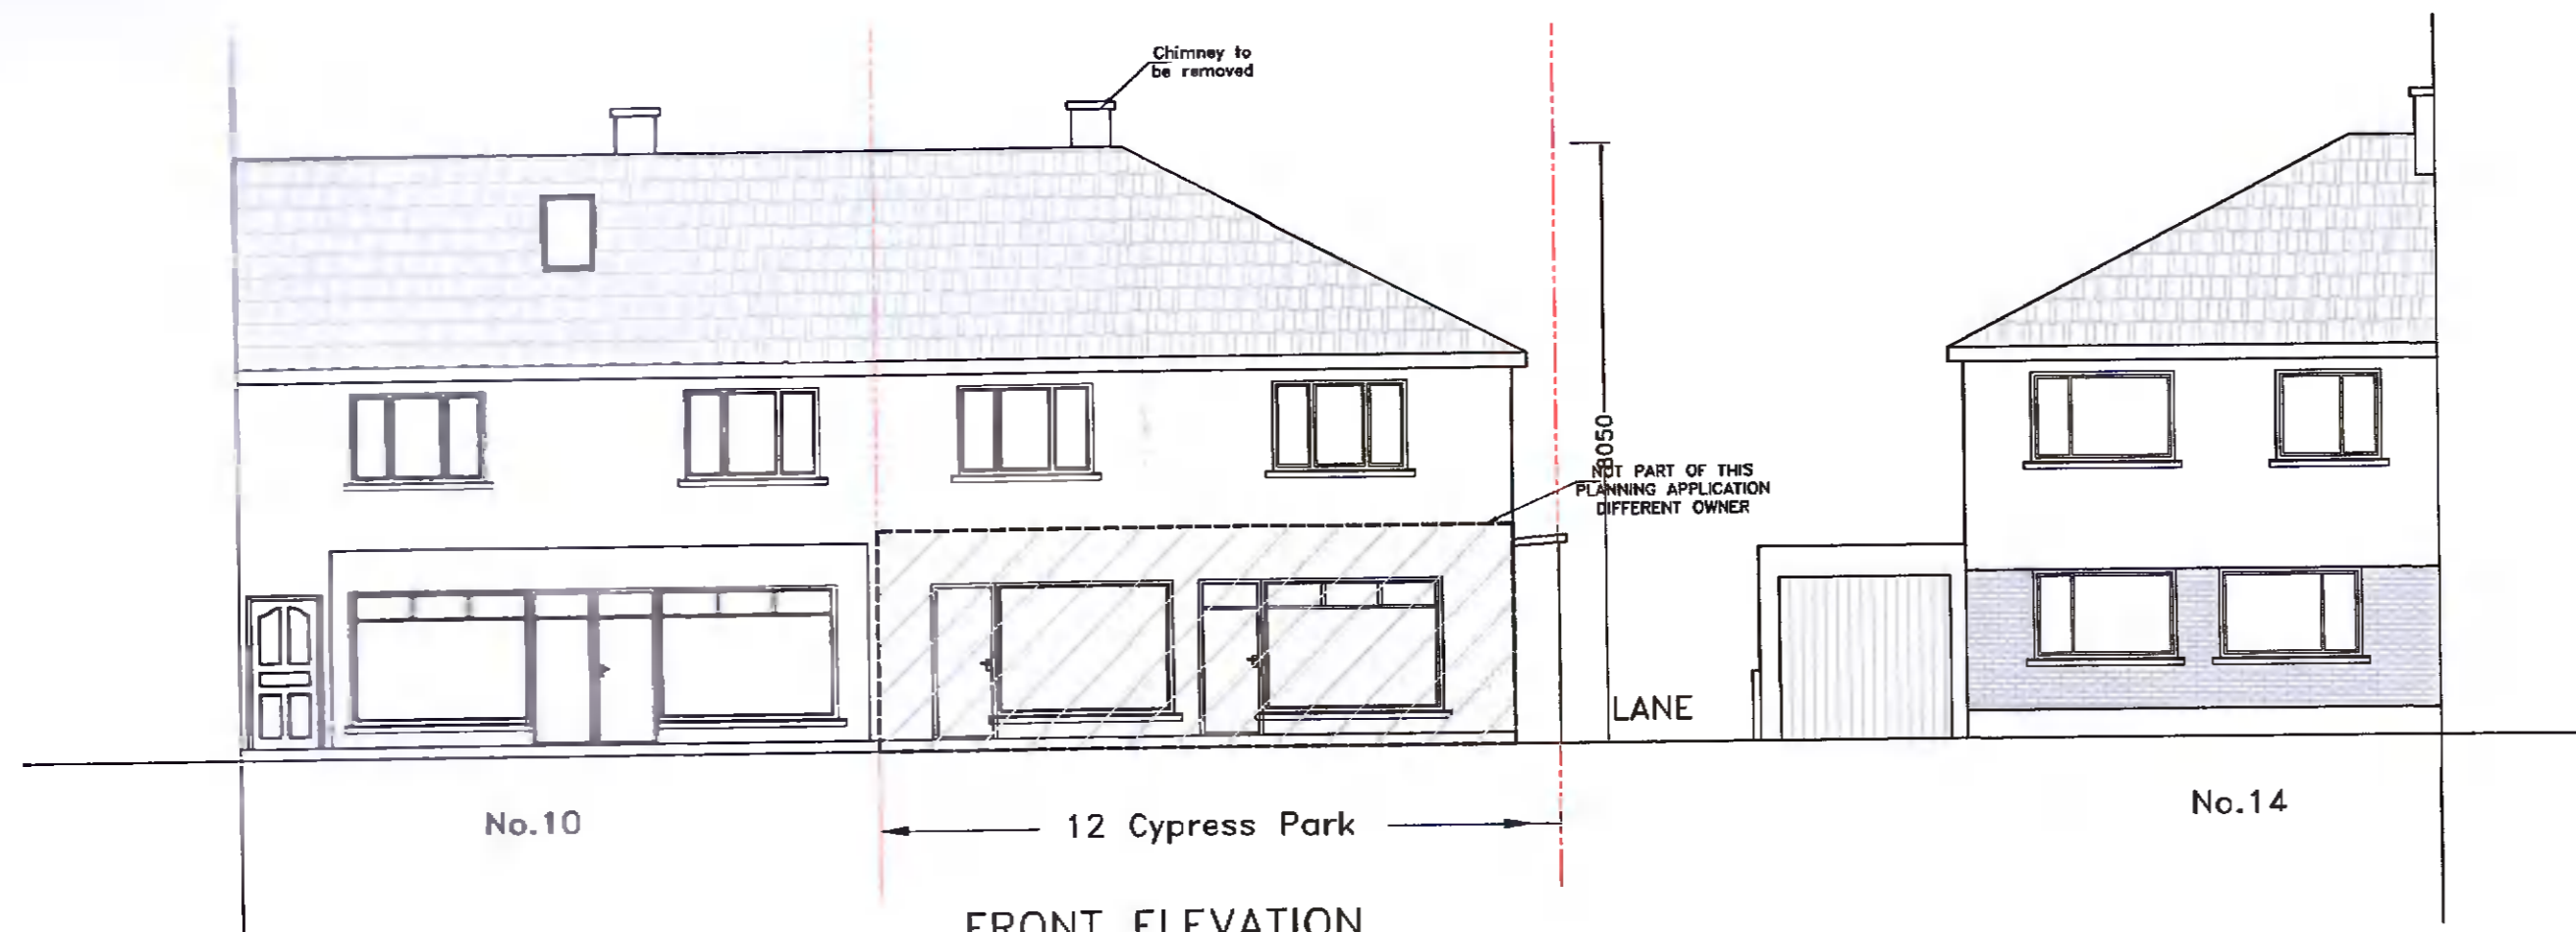 Chimney to
be removed
8050
NOT PART OF THIS
PLANNING APPLICATION
DIFFERENT OWNER
LANE
No.10
12 Cypress Park
No.14
FRONT ELEVATION